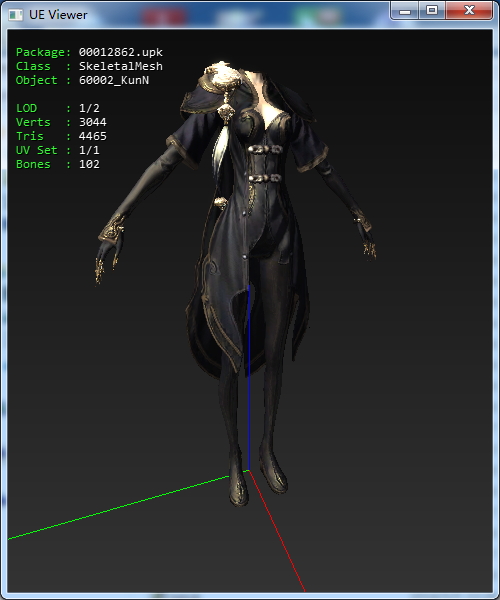 UE Viewer
Package: 00012862.upk
Class : SkeletalMesh
Object : 60002_KunN
LOD : 1/2
Verts : 3044
Tris : 4465
UV Set : 1/1
Bones : 102